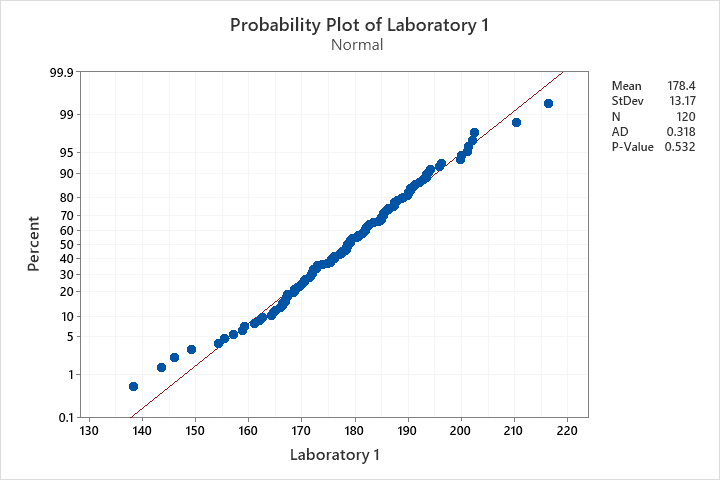 Probability Plot of Laboratory 1
Normal
99.9
99
95
90
80
70
60
50
40
30
20
10
5
1
0.1
Percent
130 140 150 160 170 180 190 200 210 220
Laboratory 1
Mean 178.4
StDev 13.17
N 120
AD 0.318
P-Value 0.532